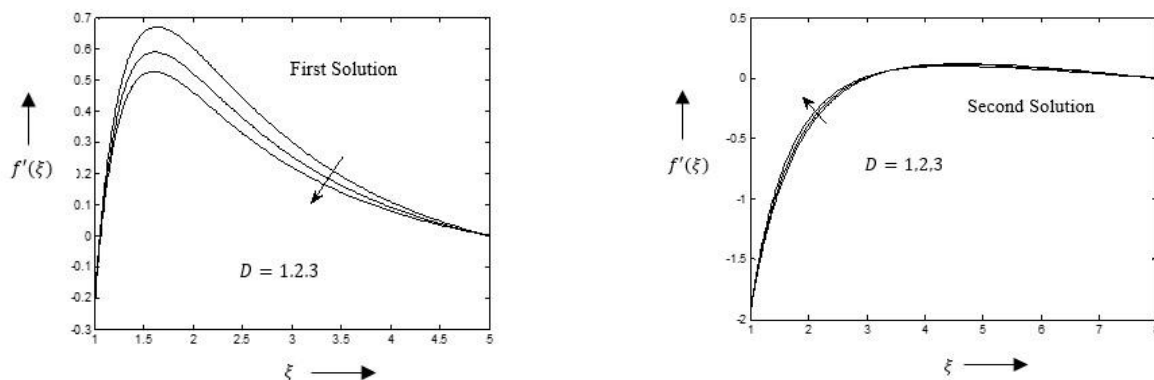 0.7
0.6
0.5
0.4
0.3
1.2
0.1
0
-0.1
-0.2
-0.3
f′(ξ)
First Solution
D = 1.2.3
1 1.5 2 2.5 3 3.5 4 4.5 5
ξ
0.5
0
-0.5
-1
-1.5
-2
f′(ξ)
Second Solution
D = 1,2,3
1 2 3 4 5 6 7 8
ξ